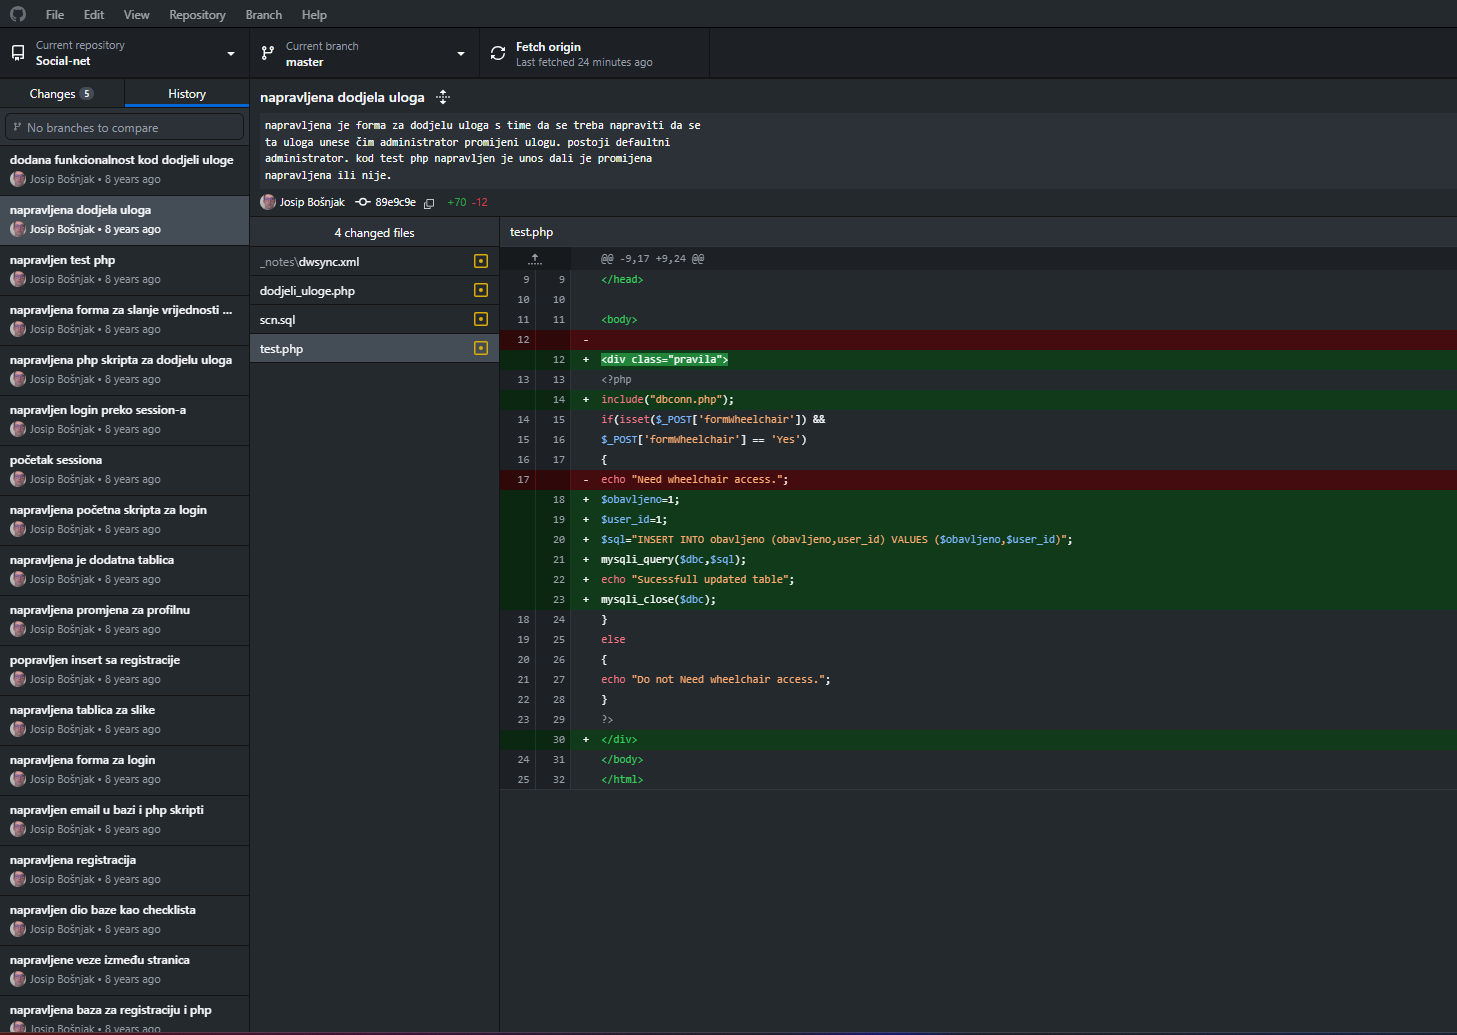 File Edit View Repository Branch Help
Current repository
Social-net
Current branch
master
Fetch origin
Last fetched 24 minutes ago
Changes 5
History
No branches to compare
dodana funkcionalnost kod dodjeli uloge
Josip Bošnjak • 8 years ago
napravljena dodjela uloga
Josip Bošnjak • 8 years ago
napravljen test php
Josip Bošnjak • 8 years ago
napravljena forma za slanje vrijednosti ...
Josip Bošnjak • 8 years ago
napravljena php skripta za dodjelu uloga
Josip Bošnjak • 8 years ago
napravljen login preko session-a
Josip Bošnjak • 8 years ago
početak sessiona
Josip Bošnjak • 8 years ago
napravljena početna skripta za login
Josip Bošnjak • 8 years ago
napravljena je dodatna tablica
Josip Bošnjak • 8 years ago
napravljena promjena za profilnu
Josip Bošnjak • 8 years ago
popravljen insert sa registracije
Josip Bošnjak • 8 years ago
napravljena tablica za slike
Josip Bošnjak • 8 years ago
napravljena forma za login
Josip Bošnjak • 8 years ago
napravljen email u bazi i php skripti
Josip Bošnjak • 8 years ago
napravljena registracija
Josip Bošnjak • 8 years ago
napravljen dio baze kao checklista
Josip Bošnjak • 8 years ago
napravljene veze između stranica
Josip Bošnjak • 8 years ago
napravljena baza za registraciju i php
Josip Bošnjak • 8 years ago
napravljena dodjela uloga
napravljena je forma za dodjelu uloga s time da se treba napraviti da se
ta uloga unese čim administrator promijeni ulogu. postoji defaultni
administrator. kod test php napravljen je unos dali je promijena
napravljena ili nije.
Josip Bošnjak 89e9c9e +70 -12
4 changed files
_notes\dwsync.xml
dodjeli_uloge.php
scn.sql
test.php
test.php
@@ -9,17 +9,24 @@
9 9 </head>
10 10
11 11 <body>
12 -
12 + <div class="pravila">
13 13 <?php
14 + include("dbconn.php");
14 15 if(isset($_POST['formWheelchair']) &&
15 16 $_POST['formWheelchair'] == 'Yes')
16 17 {
17 - echo "Need wheelchair access.";
18 + $obavljeno=1;
19 + $user_id=1;
20 + $sql="INSERT INTO obavljeno (obavljeno,user_id) VALUES ($obavljeno,$user_id)";
21 + mysqli_query($dbc,$sql);
22 + echo "Sucessfull updated table";
23 + mysqli_close($dbc);
18 24 }
19 25 else
20 26 {
21 27 echo "Do not Need wheelchair access.";
22 28 }
23 29 ?>
30 + </div>
24 31 </body>
25 32 </html>